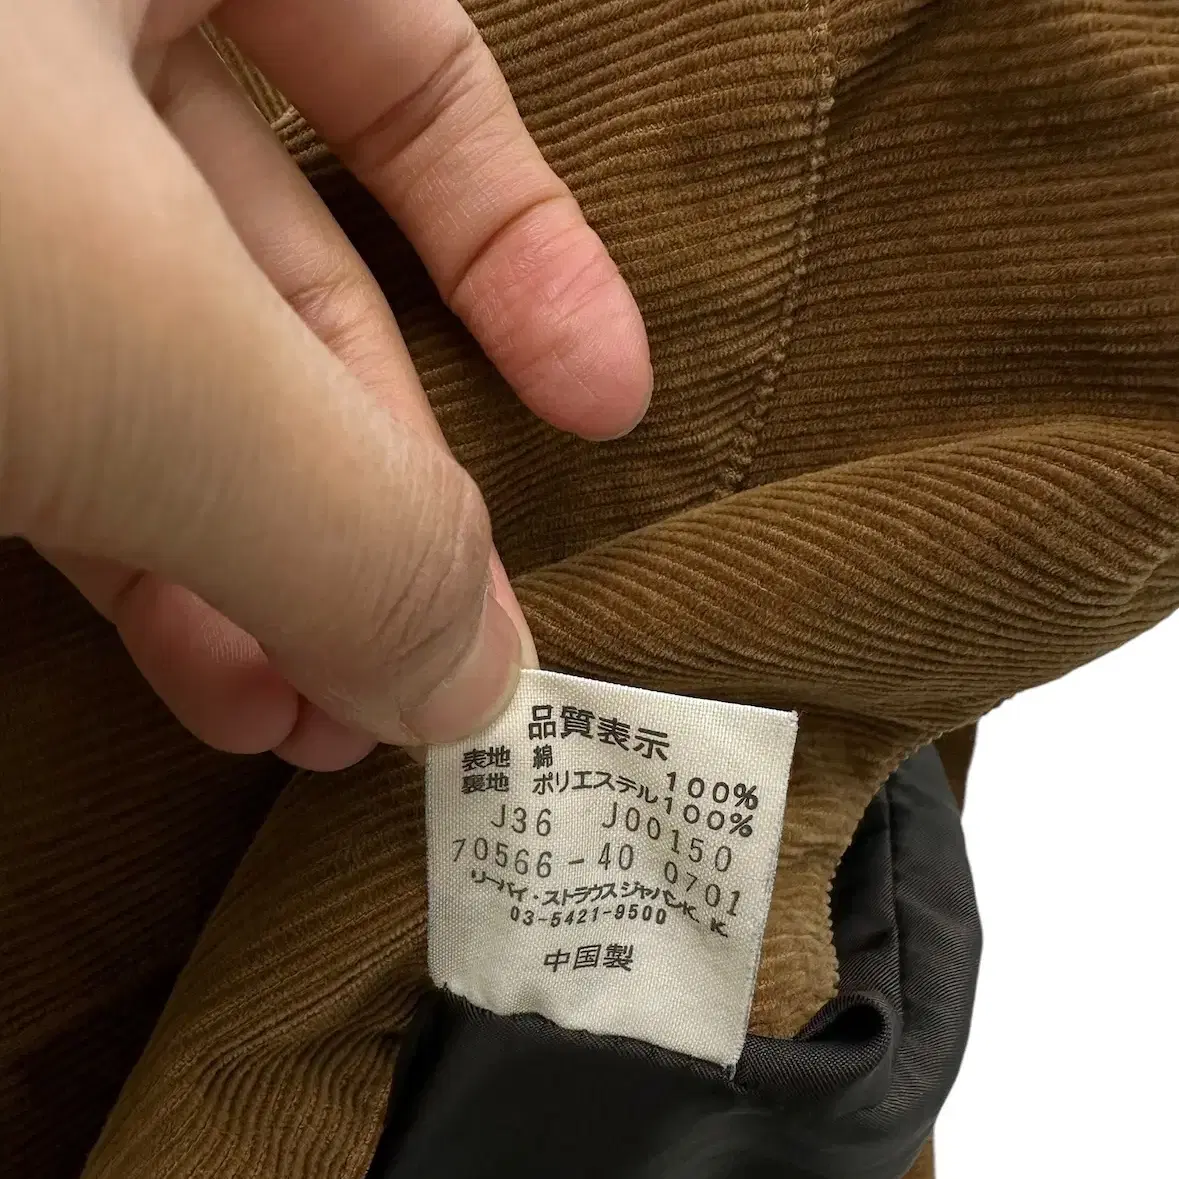 品質表示
表地 綿 100%
裏地 ポリエステル 100%
J36 J00150
70566-40 0701
リーバイ・ストラウスジャパンK.K.
03-5421-9500
中国製